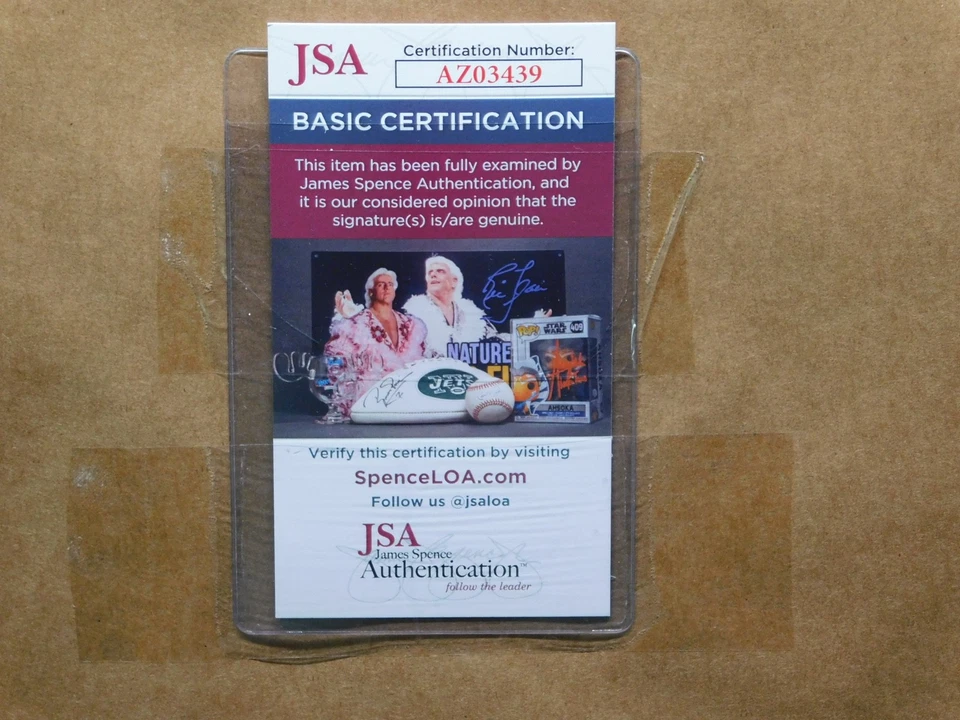 JSA
Certification Number:
AZ03439
BASIC CERTIFICATION
This item has been fully examined by
James Spence Authentication, and
it is our considered opinion that the
signature(s) is/are genuine.
NATURE
JETS
POP!
STAR
WARS
409
AHSOKA
Verify this certification by visiting
SpenceLOA.com
Follow us @jsaloa
JSA
James Spence
Authentication™
follow the leader